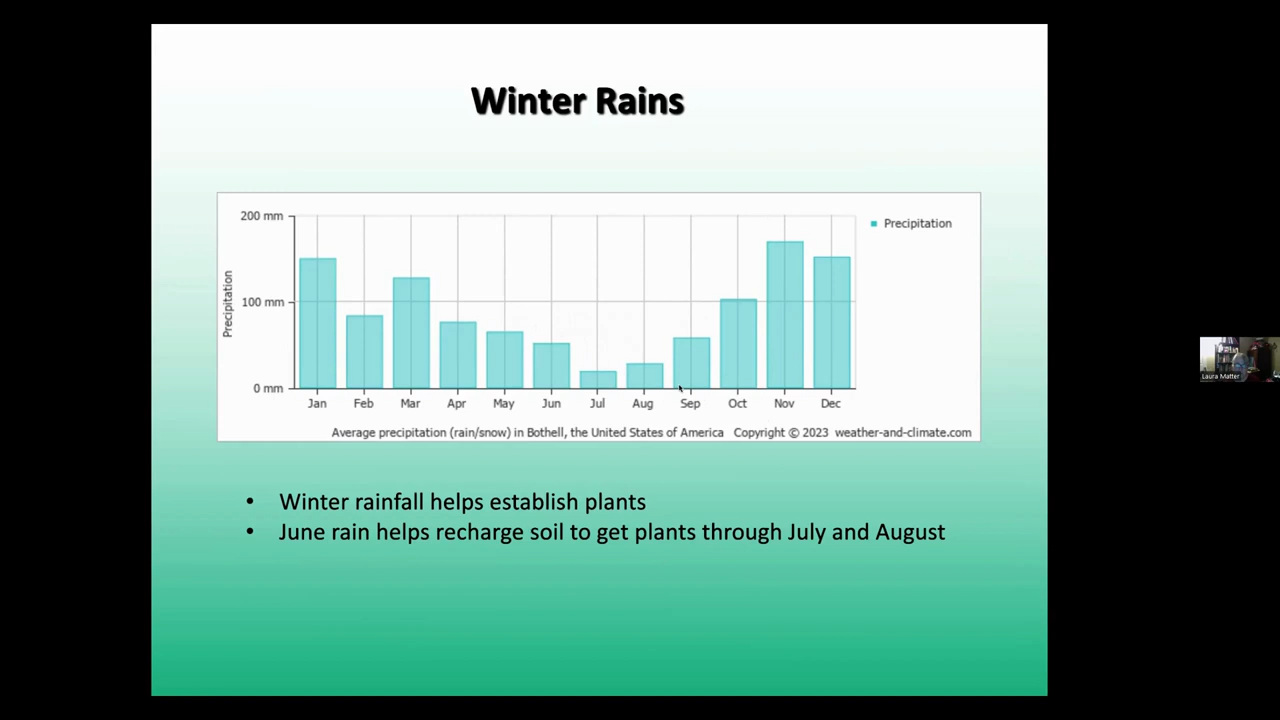 Winter Rains
200 mm
100 mm
0 mm
Precipitation
Precipitation
Jan Feb Mar Apr May Jun Jul Aug Sep Oct Nov Dec
Average precipitation (rain/snow) in Bothell, the United States of America Copyright © 2023 weather-and-climate.com
• Winter rainfall helps establish plants
• June rain helps recharge soil to get plants through July and August
Laura Matter